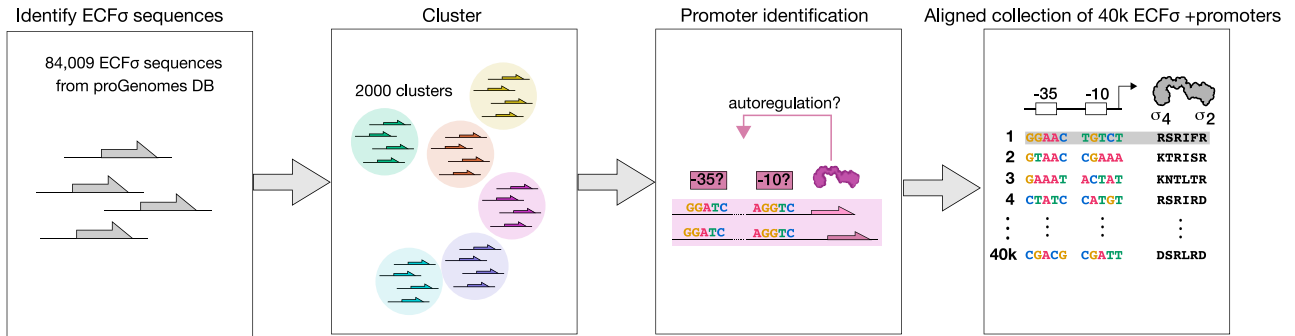 Identify ECFσ sequences
84,009 ECFσ sequences
from proGenomes DB
Cluster
2000 clusters
Promoter identification
autoregulation?
-35? -10?
GGATC AGGTC
GGATC AGGTC
Aligned collection of 40k ECFσ +promoters
-35 -10
σ4 σ2
1 GGAAC TGTCT RSRIFR
2 GTAAC CGAAA KTRISR
3 GAAAT ACTAT KNTLTR
4 CTATC CATGT RSRIRD
40k CGACG CGATT DSRLRD